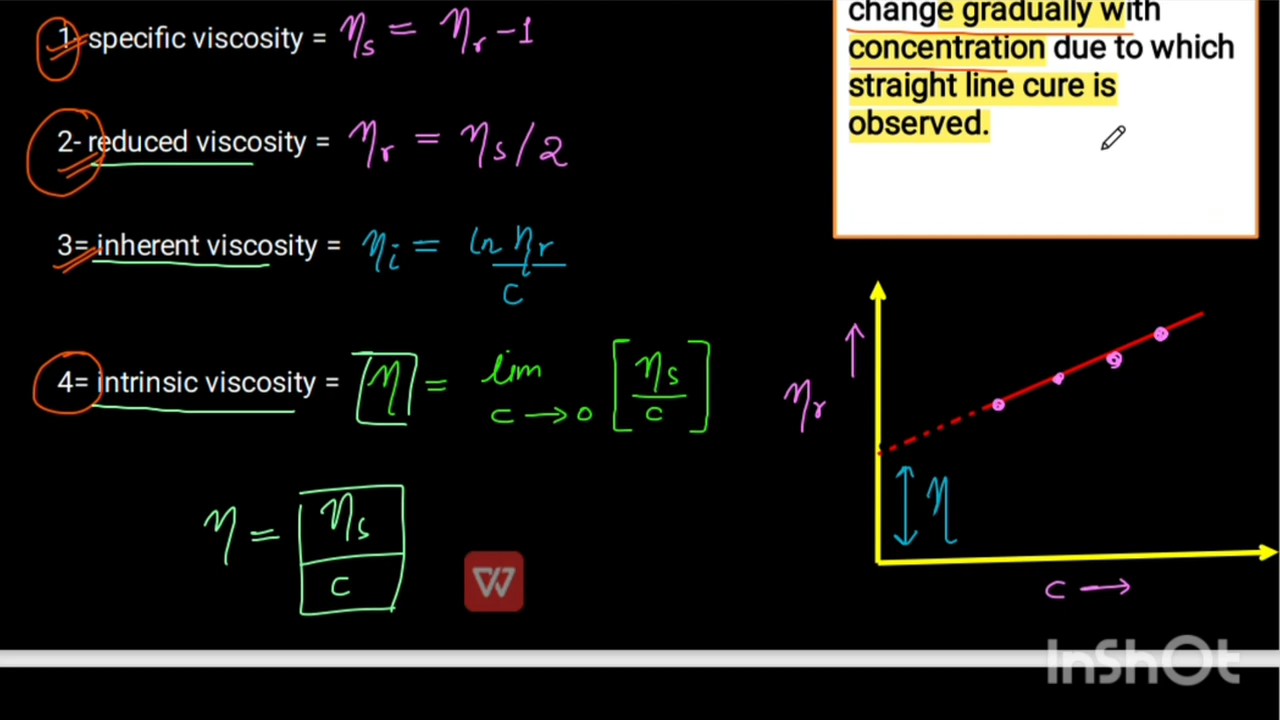 1- specific viscosity = ηs = ηr -1
2- reduced viscosity = ηr = ηs/2
3= inherent viscosity = ηi = ln ηr / c
4= intrinsic viscosity = [η] = lim c→0 [ηs/c]
η = ηs/c
change gradually with
concentration due to which
straight line cure is
observed.
ηr ↑
η
c →
InShOt